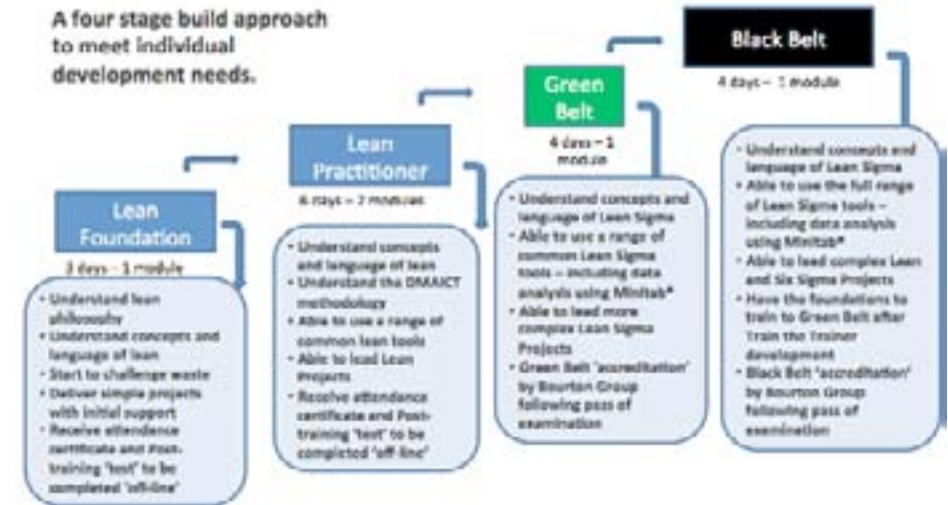 A four stage build approach
to meet individual
development needs.
Black Belt
4 days – 1 module
Green
Belt
4 days – 1
module
Lean
Practitioner
6 days – 2 modules
Lean
Foundation
3 days – 1 module
• Understand lean
philosophy
• Understand concepts and
language of lean
• Start to challenge waste
• Deliver simple projects
with initial support
• Receive attendance
certificate and Post-
training 'test' to be
completed 'off-line'
• Understand concepts
and language of lean
• Understand the DMAICT
methodology
• Able to use a range of
common lean tools
• Able to lead Lean
Projects
• Receive attendance
certificate and Post-
training 'test' to be
completed 'off-line'
• Understand concepts and
language of Lean Sigma
• Able to use a range of
common Lean Sigma
tools – including data
analysis using Minitab®
• Able to lead more
complex Lean Sigma
Projects
• Green Belt 'accreditation'
by Bourton Group
following pass of
examination
• Understand concepts and
language of Lean Sigma
• Able to use the full range
of Lean Sigma tools –
including data analysis
using Minitab®
• Able to lead complex Lean
and Six Sigma Projects
• Have the foundations to
train to Green Belt after
Train the Trainer
development
• Black Belt 'accreditation'
by Bourton Group
following pass of
examination